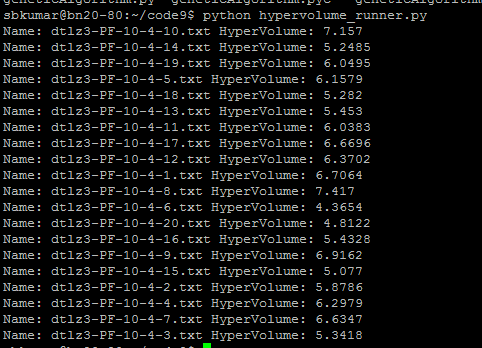 sbkumar@bn20-80:~/code9$ python hypervolume_runner.py
Name: dtlz3-PF-10-4-10.txt HyperVolume: 7.157
Name: dtlz3-PF-10-4-14.txt HyperVolume: 5.2485
Name: dtlz3-PF-10-4-19.txt HyperVolume: 6.0495
Name: dtlz3-PF-10-4-5.txt HyperVolume: 6.1579
Name: dtlz3-PF-10-4-18.txt HyperVolume: 5.282
Name: dtlz3-PF-10-4-13.txt HyperVolume: 5.453
Name: dtlz3-PF-10-4-11.txt HyperVolume: 6.0383
Name: dtlz3-PF-10-4-17.txt HyperVolume: 6.6696
Name: dtlz3-PF-10-4-12.txt HyperVolume: 6.3702
Name: dtlz3-PF-10-4-1.txt HyperVolume: 6.7064
Name: dtlz3-PF-10-4-8.txt HyperVolume: 7.417
Name: dtlz3-PF-10-4-6.txt HyperVolume: 4.3654
Name: dtlz3-PF-10-4-20.txt HyperVolume: 4.8122
Name: dtlz3-PF-10-4-16.txt HyperVolume: 5.4328
Name: dtlz3-PF-10-4-9.txt HyperVolume: 6.9162
Name: dtlz3-PF-10-4-15.txt HyperVolume: 5.077
Name: dtlz3-PF-10-4-2.txt HyperVolume: 5.8786
Name: dtlz3-PF-10-4-4.txt HyperVolume: 6.2979
Name: dtlz3-PF-10-4-7.txt HyperVolume: 6.6347
Name: dtlz3-PF-10-4-3.txt HyperVolume: 5.3418